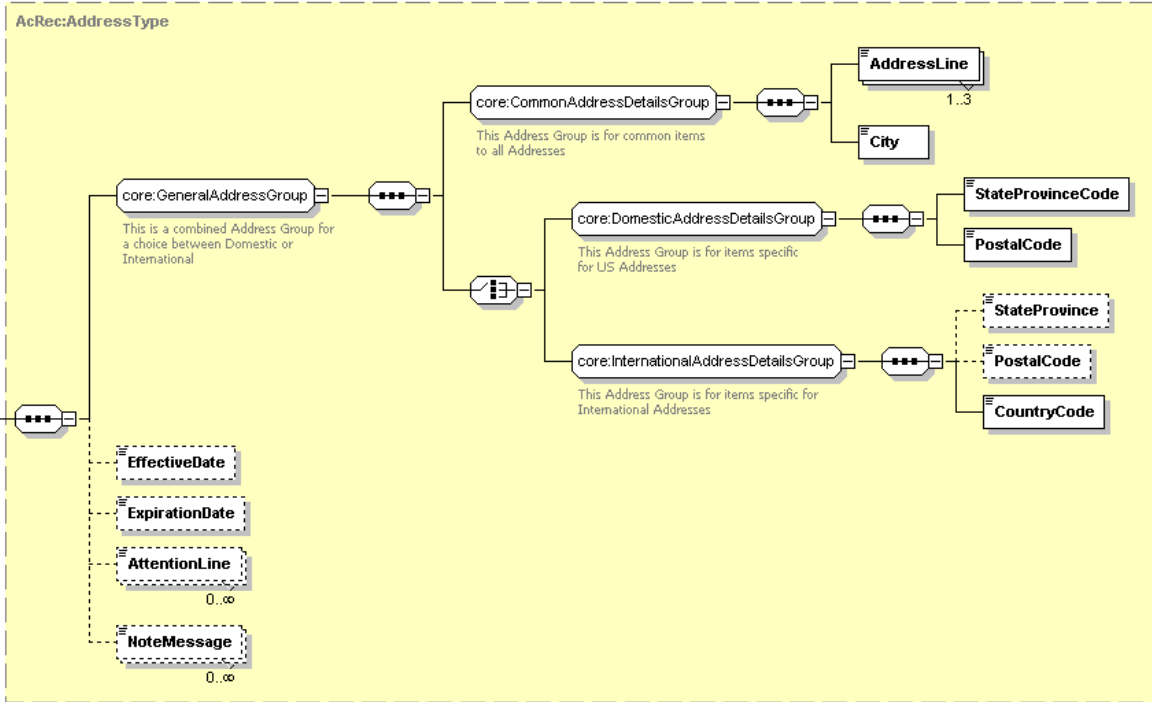 AcRec:AddressType
AddressLine
1..3
core:CommonAddressDetailsGroup
This Address Group is for common items
to all Addresses
City
core:GeneralAddressGroup
This is a combined Address Group for
a choice between Domestic or
International
StateProvinceCode
core:DomesticAddressDetailsGroup
This Address Group is for items specific
for US Addresses
PostalCode
StateProvince
core:InternationalAddressDetailsGroup
This Address Group is for items specific for
International Addresses
PostalCode
CountryCode
EffectiveDate
ExpirationDate
AttentionLine
0..∞
NoteMessage
0..∞